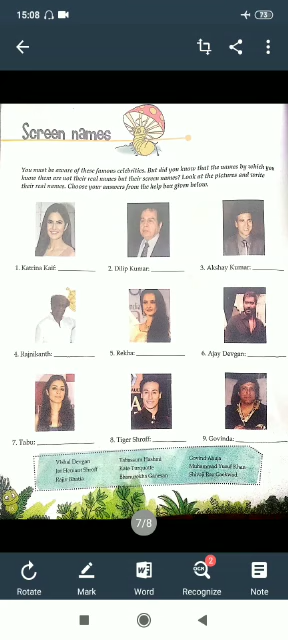 15:08
73
Screen names
You must be aware of these famous celebrities. But did you know that the names by which you
know them are not their real names but their screen names? Look at the pictures and write
their real names. Choose your answers from the help box given below.
1. Katrina Kaif:
2. Dilip Kumar:
3. Akshay Kumar:
4. Rajnikanth:
5. Rekha:
6. Ajay Devgan:
7. Tabu:
8. Tiger Shroff:
9. Govinda:
Vishal Devgan
Tabassum Hashmi
Govind Ahuja
Jai Hemant Shroff
Kate Turquotte
Muhammad Yusuf Khan
Rajiv Bhatia
Bhanurekha Ganesan
Shivaji Rao Gaekwad
7/8
2
OCR
Rotate
Mark
Word
Recognize
Note